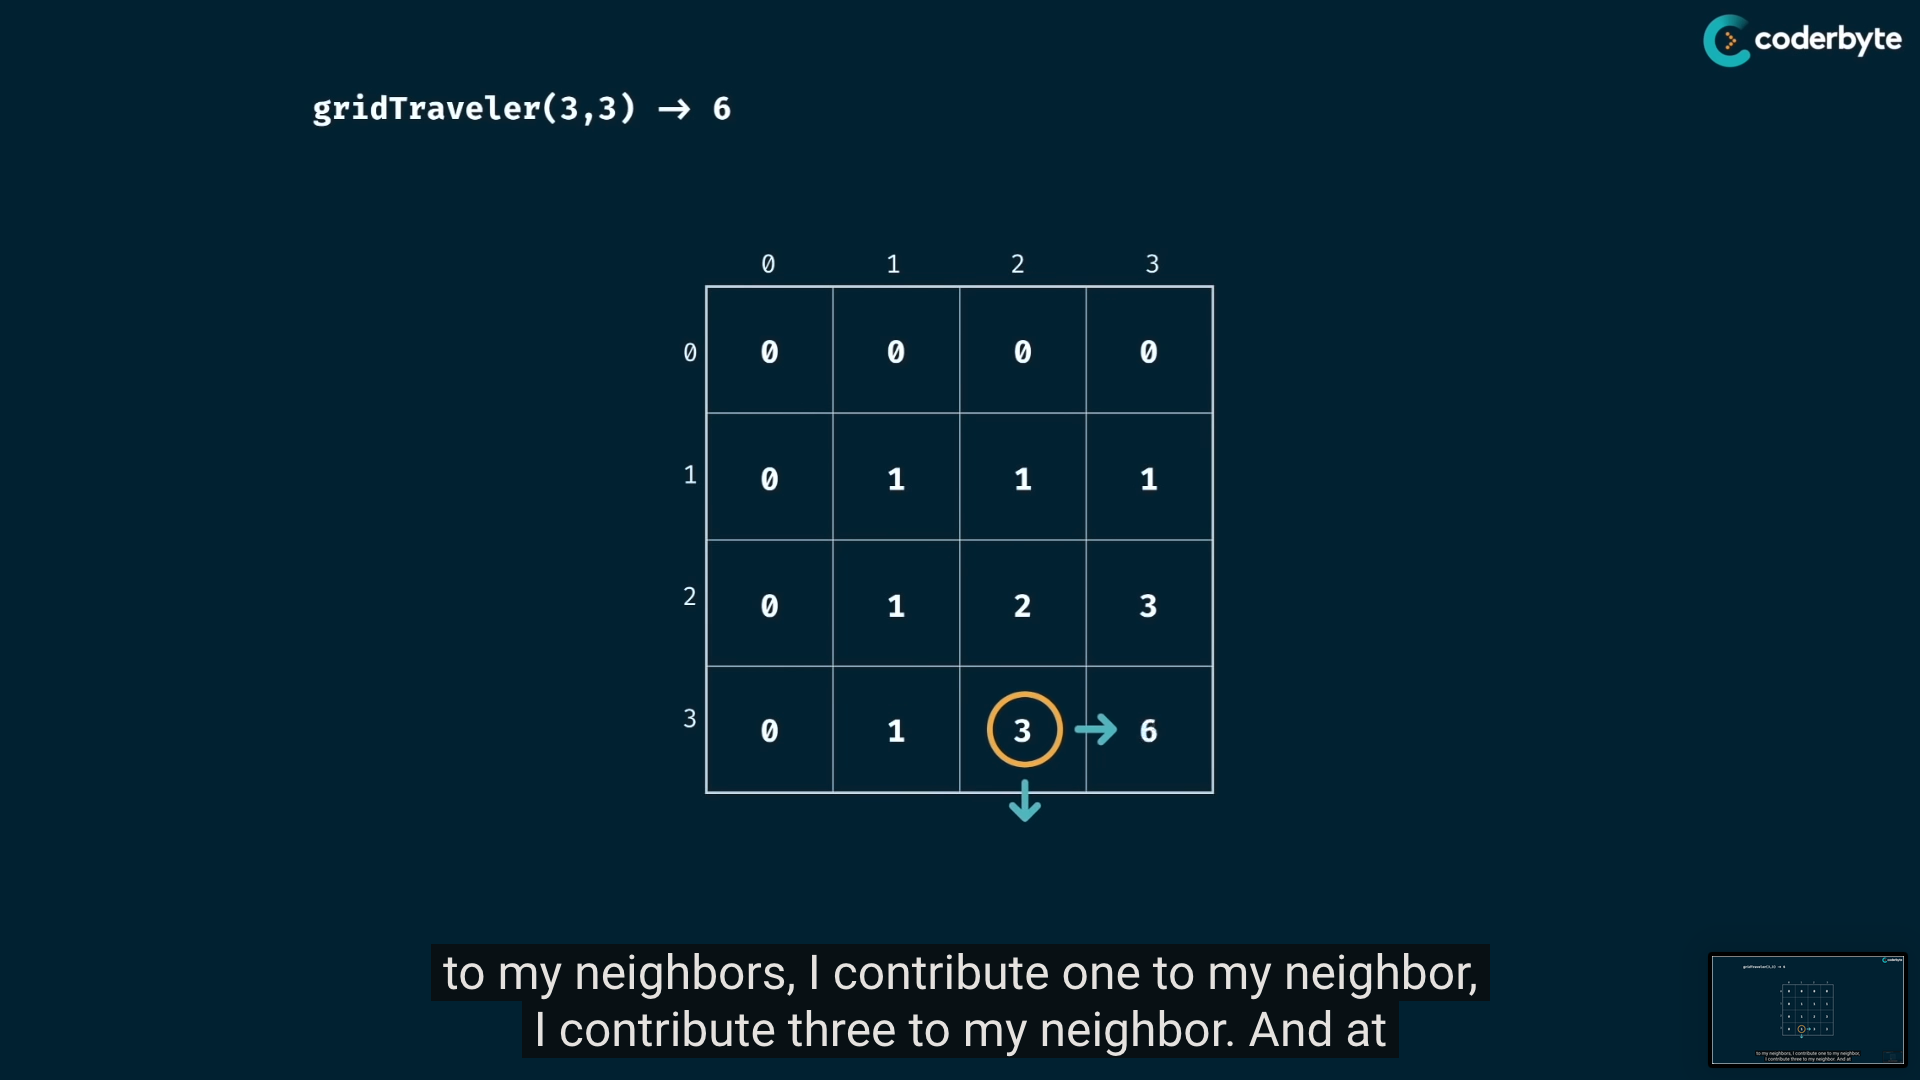 coderbyte
gridTraveler(3,3) → 6
0 1 2 3
0 0 0 0 0
1 0 1 1 1
2 0 1 2 3
3 0 1 3 → 6
to my neighbors, I contribute one to my neighbor,
I contribute three to my neighbor. And at